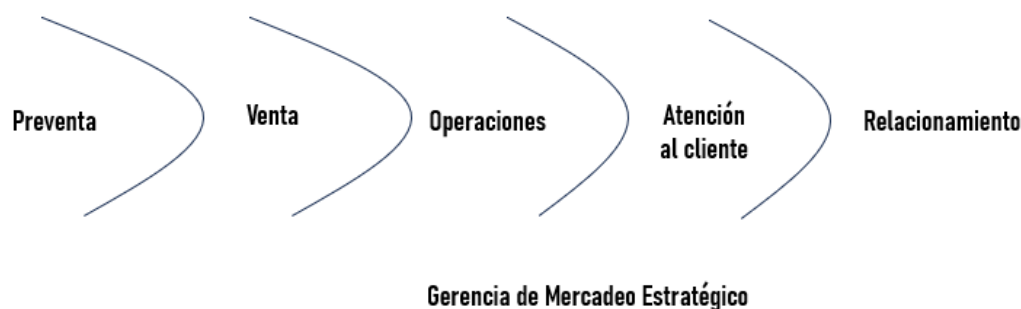 Preventa
Venta
Operaciones
Atención
al cliente
Relacionamiento
Gerencia de Mercadeo Estratégico